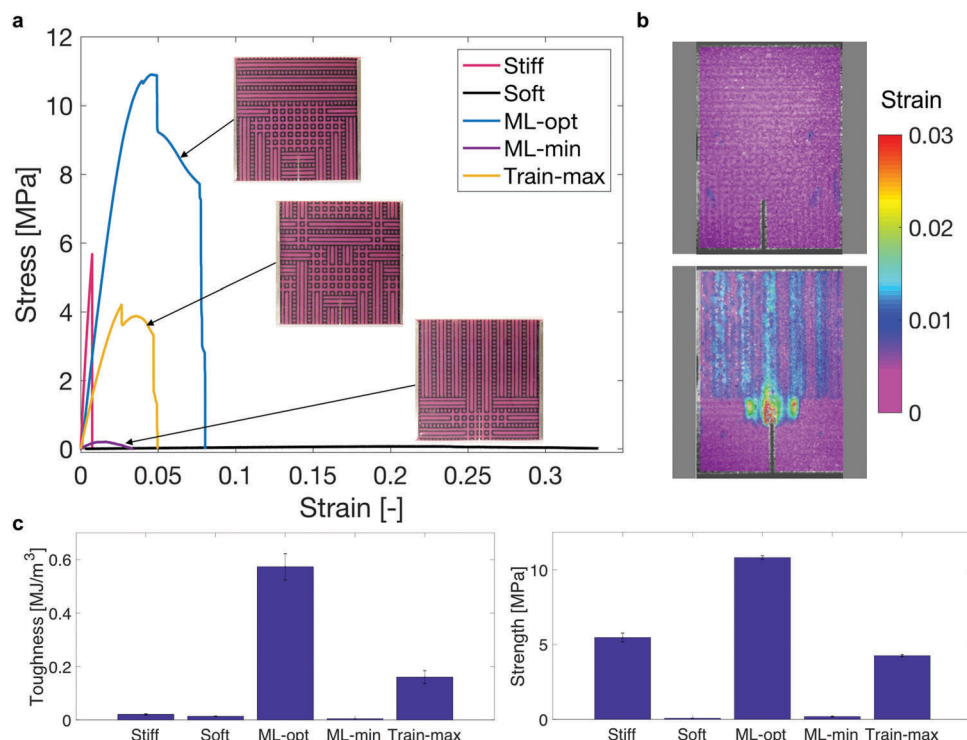 a
12
10
8
6
4
2
0
Stress [MPa]
0
0.05
0.1
0.15
0.2
0.25
0.3
Strain [-]
Stiff
Soft
ML-opt
ML-min
Train-max
b
Strain
0.03
0.02
0.01
0
c
Toughness [MJ/m³]
0.6
0.4
0.2
0
Stiff
Soft
ML-opt
ML-min
Train-max
Strength [MPa]
10
5
0
Stiff
Soft
ML-opt
ML-min
Train-max